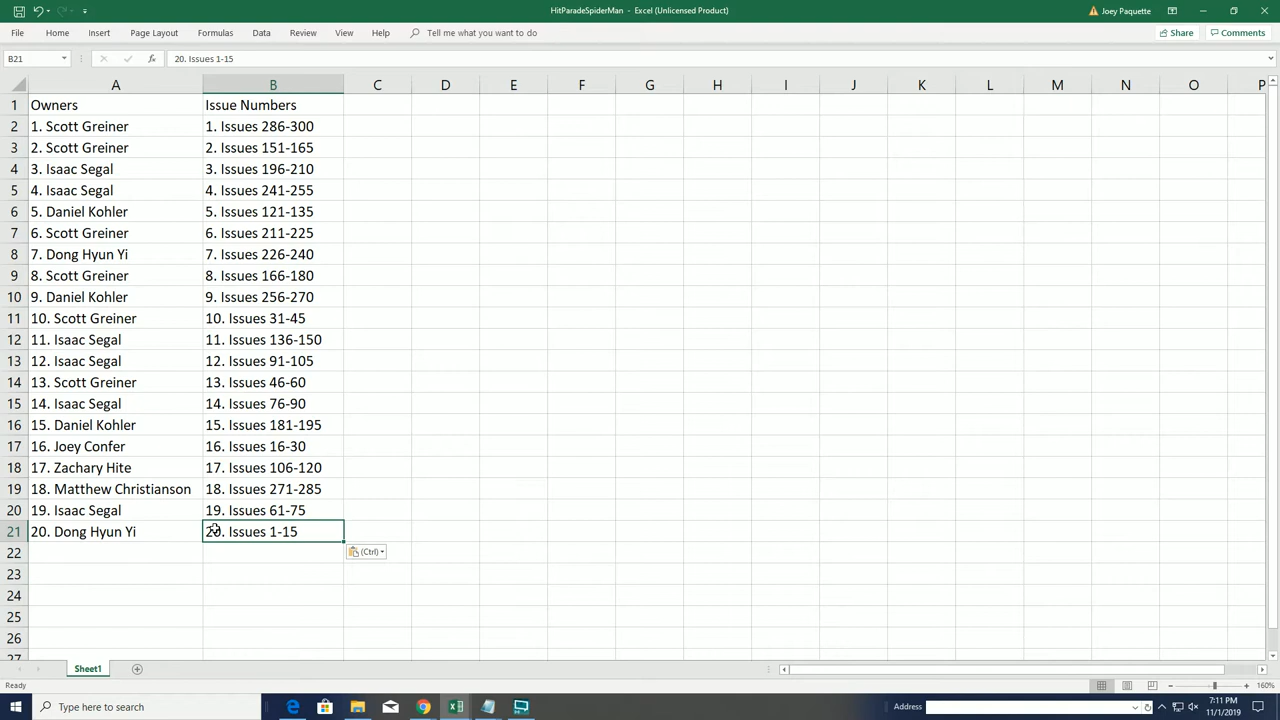 HitParadeSpiderMan - Excel (Unlicensed Product)
Joey Paquette
File Home Insert Page Layout Formulas Data Review View Help Tell me what you want to do
Share Comments
B21 fx 20. Issues 1-15
A B C D E F G H I J K L M N O P
1 Owners Issue Numbers
2 1. Scott Greiner 1. Issues 286-300
3 2. Scott Greiner 2. Issues 151-165
4 3. Isaac Segal 3. Issues 196-210
5 4. Isaac Segal 4. Issues 241-255
6 5. Daniel Kohler 5. Issues 121-135
7 6. Scott Greiner 6. Issues 211-225
8 7. Dong Hyun Yi 7. Issues 226-240
9 8. Scott Greiner 8. Issues 166-180
10 9. Daniel Kohler 9. Issues 256-270
11 10. Scott Greiner 10. Issues 31-45
12 11. Isaac Segal 11. Issues 136-150
13 12. Isaac Segal 12. Issues 91-105
14 13. Scott Greiner 13. Issues 46-60
15 14. Isaac Segal 14. Issues 76-90
16 15. Daniel Kohler 15. Issues 181-195
17 16. Joey Confer 16. Issues 16-30
18 17. Zachary Hite 17. Issues 106-120
19 18. Matthew Christianson 18. Issues 271-285
20 19. Isaac Segal 19. Issues 61-75
21 20. Dong Hyun Yi 20. Issues 1-15
22
(Ctrl)
23
24
25
26
27
Sheet1
Ready
160%
Type here to search
Address
7:11 PM
11/1/2019